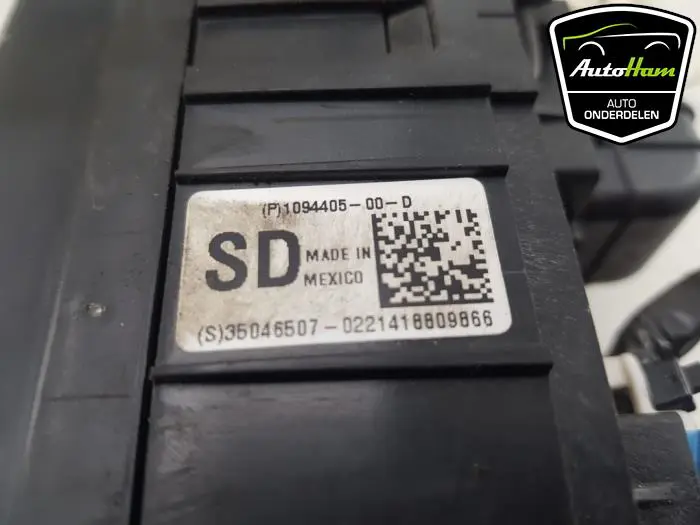 AutoHam
AUTO
ONDERDELEN
(P)1094405-00-D
SD
MADE IN
MEXICO
(S)35046507-0221418809866